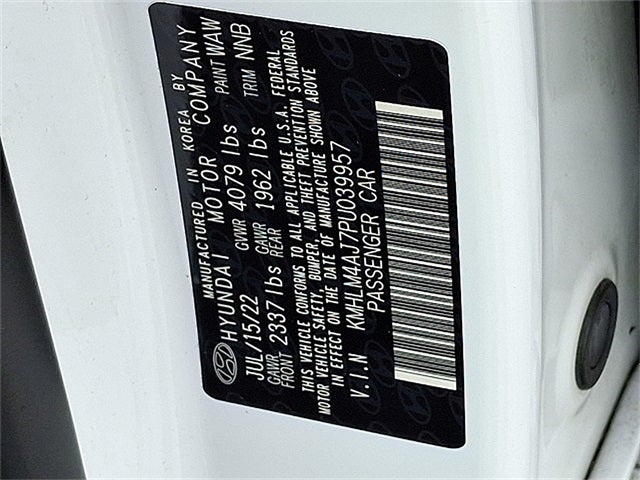 MANUFACTURED IN KOREA BY
HYUNDAI MOTOR COMPANY
JUL/15/22 GVWR 4079 lbs PAINT WAW
GAWR FRONT 2337 lbs GAWR REAR 1962 lbs TRIM NNB
THIS VEHICLE CONFORMS TO ALL APPLICABLE U.S.A. FEDERAL
MOTOR VEHICLE SAFETY, BUMPER, AND THEFT PREVENTION STANDARDS
IN EFFECT ON THE DATE OF MANUFACTURE SHOWN ABOVE
V.I.N KMHLM4AJ7PU039957
PASSENGER CAR